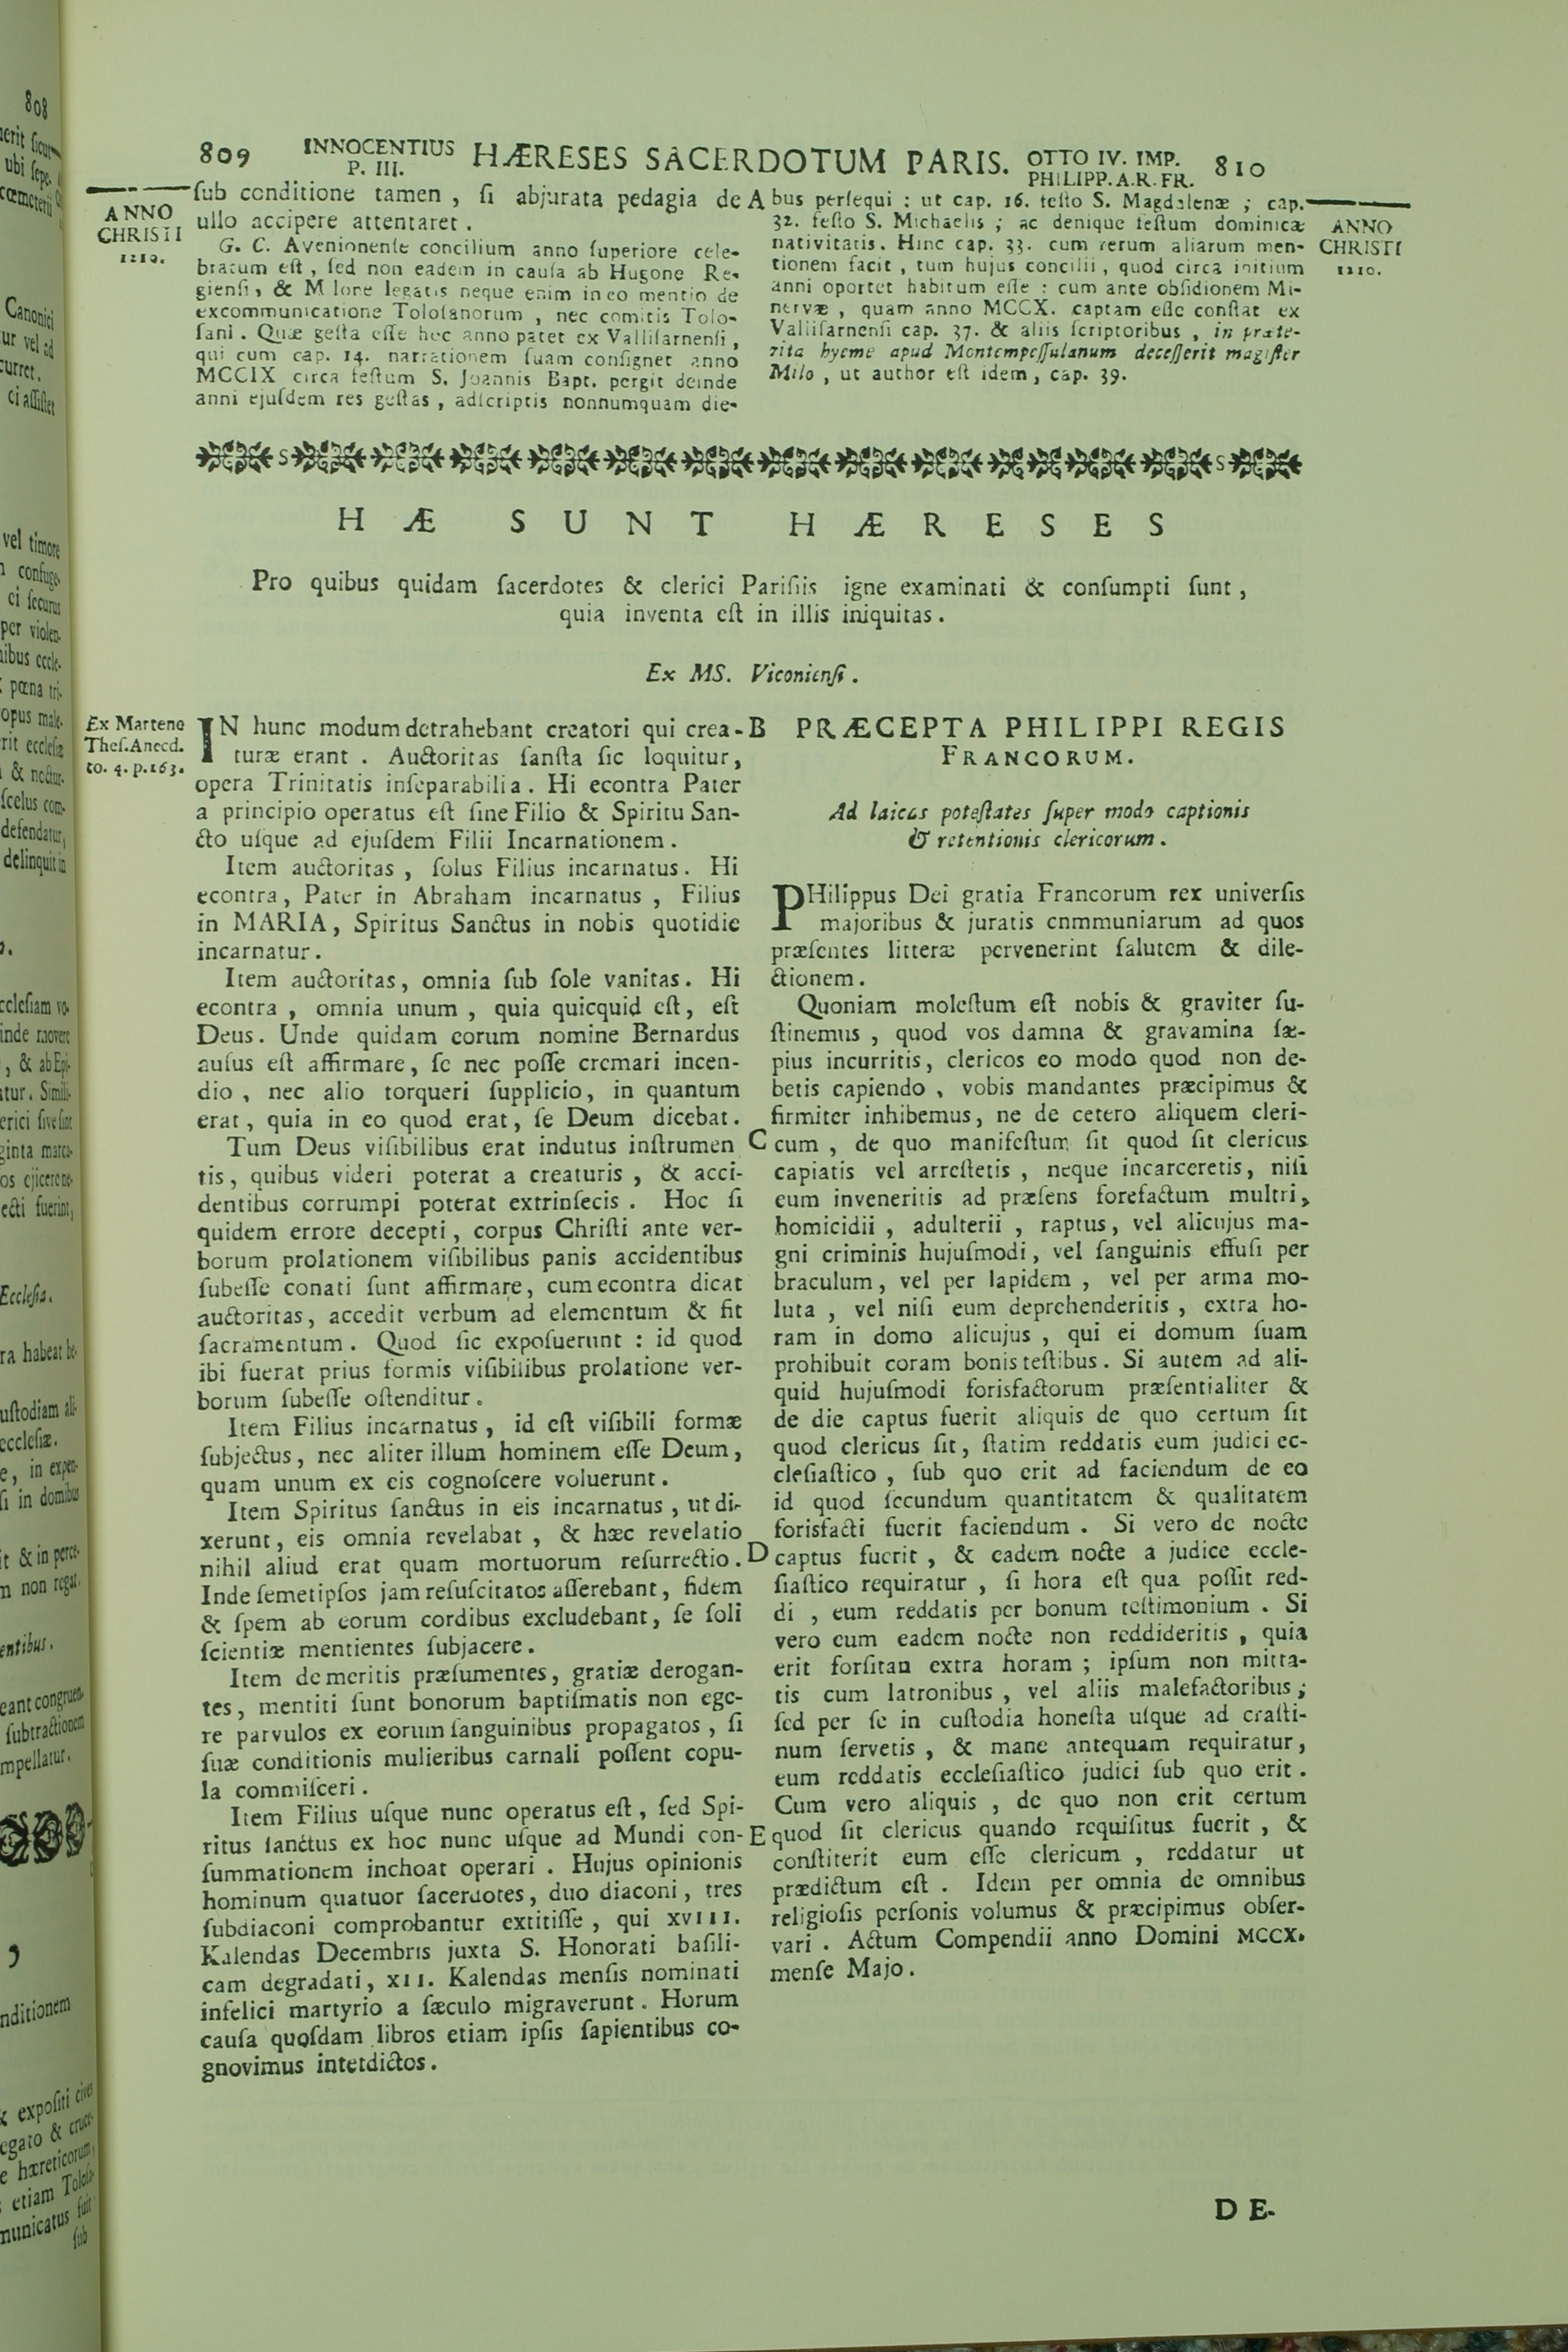 809 INNOCENTIUS P. III. HÆRESES SACERDOTUM PARIS. OTTO IV. IMP. PHILIPP. A. R. FR. 810
ANNO
CHRISTI
1210.
ſub conditione tamen, ſi abjurata pedagia de
ullo accipere attentaret.
G. C. Avenionenſe concilium anno ſuperiore cele-
bratum eſt, ſed non eadem in cauſa ab Hugone Re-
gienſi, & M lone legatis neque enim in eo mentio de
excommunicatione Toloſanorum, nec comitis Tolo-
ſani. Quæ geſta eſſe hoc anno patet ex Valliſarnenſi,
qui cum cap. 14. narrationem ſuam conſignet anno
MCCIX circa feſtum S. Joannis Bapt. pergit deinde
anni ejuſdem res geſtas, adſcriptis nonnumquam die-
A
bus perſequi: ut cap. 16. feſto S. Magdalenæ; cap.
32. feſto S. Michaelis; ac denique feſtum dominicæ
nativitatis. Hinc cap. 33. cum rerum aliarum men-
tionem facit, tum hujus concilii, quod circa initium
anni oportet habitum eſſe: cum ante obſidionem Mi-
nervæ, quam anno MCCX. captam eſſe conſtat ex
Valliſarnenſi cap. 37. & aliis ſcriptoribus, in præte-
rita hyeme apud Montempeſſulanum deceſſerit magiſter
Milo, ut author eſt idem, cap. 39.
ANNO
CHRISTI
1210.
HÆ SUNT HÆRESES
Pro quibus quidam ſacerdotes & clerici Pariſiis igne examinati & conſumpti ſunt,
quia inventa eſt in illis iniquitas.
Ex MS. Viconienſi.
Ex Martene
Theſ. Anecd.
to. 4. p. 163.
IN hunc modum detrahebant creatori qui crea-
turæ erant. Auctoritas ſanſta ſic loquitur,
opera Trinitatis inſeparabilia. Hi econtra Pater
a principio operatus eſt ſine Filio & Spiritu San-
cto uſque ad ejuſdem Filii Incarnationem.
Item auctoritas, ſolus Filius incarnatus. Hi
econtra, Pater in Abraham incarnatus, Filius
in MARIA, Spiritus Sanctus in nobis quotidie
incarnatur.
Item auctoritas, omnia ſub ſole vanitas. Hi
econtra, omnia unum, quia quicquid eſt, eſt
Deus. Unde quidam eorum nomine Bernardus
auſus eſt affirmare, ſe nec poſſe cremari incen-
dio, nec alio torqueri ſupplicio, in quantum
erat, quia in eo quod erat, ſe Deum dicebat.
Tum Deus viſibilibus erat indutus inſtrumen
tis, quibus videri poterat a creaturis, & acci-
dentibus corrumpi poterat extrinſecis. Hoc ſi
quidem errore decepti, corpus Chriſti ante ver-
borum prolationem viſibilibus panis accidentibus
ſubeſſe conati ſunt affirmare, cum econtra dicat
auctoritas, accedit verbum ad elementum & fit
ſacramentum. Quod ſic expoſuerunt: id quod
ibi fuerat prius formis viſibilibus prolatione ver-
borum ſubeſſe oſtenditur.
Item Filius incarnatus, id eſt viſibili formæ
ſubjectus, nec aliter illum hominem eſſe Deum,
quam unum ex eis cognoſcere voluerunt.
Item Spiritus ſanctus in eis incarnatus, ut di-
xerunt, eis omnia revelabat, & hæc revelatio
nihil aliud erat quam mortuorum reſurrectio.
Inde ſemetipſos jam reſuſcitatos aſſerebant, fidem
& ſpem ab eorum cordibus excludebant, ſe ſoli
ſcientiæ mentientes ſubjacere.
Item de meritis præſumentes, gratiæ derogan-
tes, mentiti ſunt bonorum baptiſmatis non ege-
re parvulos ex eorum ſanguinibus propagatos, ſi
ſuæ conditionis mulieribus carnali poſſent copu-
la commiſceri.
Item Filius uſque nunc operatus eſt, ſed Spi-
ritus ſanctus ex hoc nunc uſque ad Mundi con-
ſummationem inchoat operari. Hujus opinionis
hominum quatuor ſacerdotes, duo diaconi, tres
ſubdiaconi comprobantur extitiſſe, qui XVIII.
Kalendas Decembris juxta S. Honorati baſili-
cam degradati, XII. Kalendas menſis nominati
infelici martyrio a ſæculo migraverunt. Horum
cauſa quoſdam libros etiam ipſis ſapientibus co-
gnovimus intetdictos.
B
C
D
E
PRÆCEPTA PHILIPPI REGIS
FRANCORUM.
Ad laicas poteſtates ſuper modo captionis
& retentionis clericorum.
PHilippus Dei gratia Francorum rex univerſis
majoribus & juratis cnmmuniarum ad quos
præſentes litteræ pervenerint ſalutem & dile-
ctionem.
Quoniam moleſtum eſt nobis & graviter ſu-
ſtinemus, quod vos damna & gravamina ſæ-
pius incurritis, clericos eo modo quod non de-
betis capiendo, vobis mandantes præcipimus &
firmiter inhibemus, ne de cetero aliquem cleri-
cum, de quo manifeſtum ſit quod ſit clericus
capiatis vel arreſtetis, neque incarceretis, niſi
eum inveneritis ad præſens forefactum multri,
homicidii, adulterii, raptus, vel alicujus ma-
gni criminis hujuſmodi, vel ſanguinis effuſi per
braculum, vel per lapidem, vel per arma mo-
luta, vel niſi eum deprehenderitis, extra ho-
ram in domo alicujus, qui ei domum ſuam
prohibuit coram bonis teſtibus. Si autem ad ali-
quid hujuſmodi forisfactorum præſentialiter &
de die captus fuerit aliquis de quo certum ſit
quod clericus ſit, ſtatim reddatis eum judici ec-
cleſiaſtico, ſub quo erit ad faciendum de eo
id quod ſecundum quantitatem & qualitatem
forisfacti fuerit faciendum. Si vero de nocte
captus fuerit, & eadem nocte a judice eccle-
ſiaſtico requiratur, ſi hora eſt qua poſſit red-
di, eum reddatis per bonum teſtimonium. Si
vero eum eadem nocte non reddideritis, quia
erit forſitan extra horam; ipſum non mitta-
tis cum latronibus, vel aliis malefactoribus;
ſed per ſe in cuſtodia honeſta uſque ad craſti-
num ſervetis, & mane antequam requiratur,
eum reddatis eccleſiaſtico judici ſub quo erit.
Cum vero aliquis, de quo non erit certum
quod ſit clericus quando requiſitus fuerit, &
conſtiterit eum eſſe clericum, reddatur ut
prædictum eſt. Idem per omnia de omnibus
religioſis perſonis volumus & præcipimus obſer-
vari. Actum Compendii anno Domini MCCX.
menſe Majo.
DE-